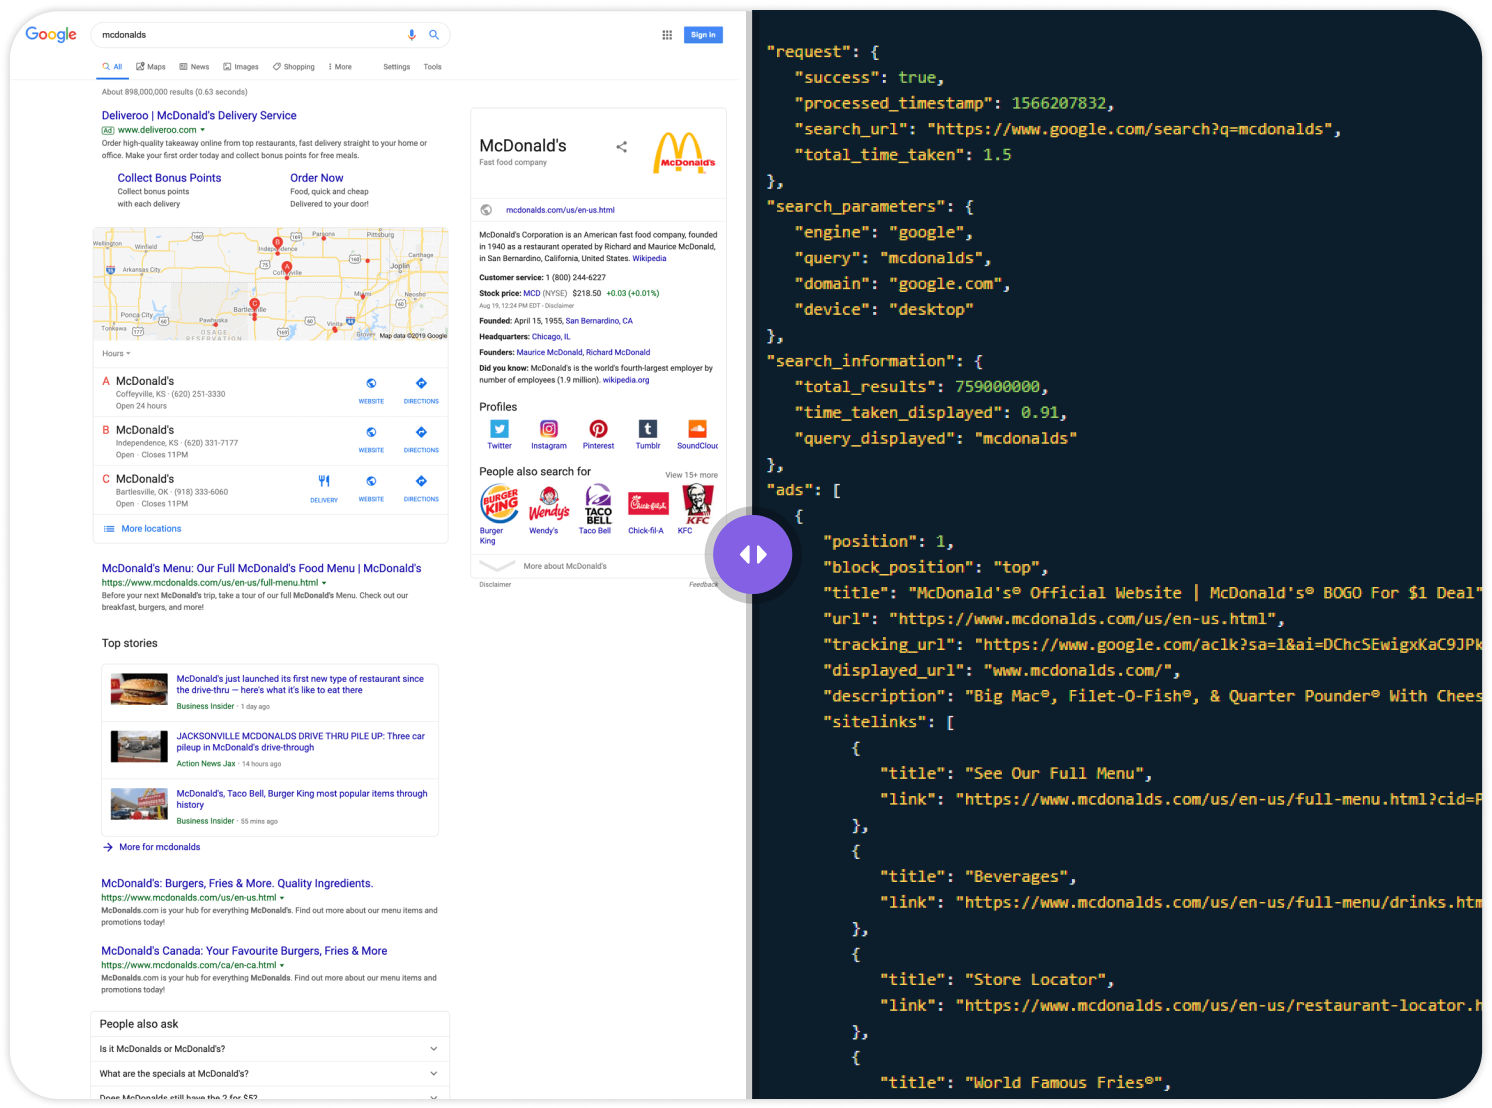 Google
mcdonalds
Sign in
All
Maps
News
Images
Shopping
More
Settings
Tools
About 898,000,000 results (0.63 seconds)
Deliveroo | McDonald's Delivery Service
Ad www.deliveroo.com
Order high-quality takeaway online from top restaurants, fast delivery straight to your home or
office. Make your first order today and collect bonus points for free meals.
Collect Bonus Points
Collect bonus points
with each delivery
Order Now
Food, quick and cheap
Delivered to your door!
Wellington
Winfield
160
169
Parsons
Pittsburg
B
Independence
Carthage
75
160
Joplin
35
Arkansas City
A
Coffeyville
Miami
Neosho
C
60
Ponca City
Bartlesville
Pawhuska
60
Vinita
Tonkawa
177
OSAGE
RESERVATION
169
44
Grove
Map data ©2019 Google
Hours
A McDonald's
Coffeyville, KS · (620) 251-3330
Open 24 hours
WEBSITE
DIRECTIONS
B McDonald's
Independence, KS · (620) 331-7177
Open · Closes 11PM
WEBSITE
DIRECTIONS
C McDonald's
Bartlesville, OK · (918) 333-6060
Open · Closes 11PM
DELIVERY
WEBSITE
DIRECTIONS
More locations
McDonald's Menu: Our Full McDonald's Food Menu | McDonald's
https://www.mcdonalds.com/us/en-us/full-menu.html
Before your next McDonald's trip, take a tour of our full McDonald's Menu. Check out our
breakfast, burgers, and more!
Top stories
McDonald's just launched its first new type of restaurant since
the drive-thru — here's what it's like to eat there
Business Insider · 1 day ago
JACKSONVILLE MCDONALDS DRIVE THRU PILE UP: Three car
pileup in McDonald's drive-through
Action News Jax · 14 hours ago
McDonald's, Taco Bell, Burger King most popular items through
history
Business Insider · 55 mins ago
More for mcdonalds
McDonald's: Burgers, Fries & More. Quality Ingredients.
https://www.mcdonalds.com/us/en-us.html
McDonalds.com is your hub for everything McDonald's. Find out more about our menu items and
promotions today!
McDonald's Canada: Your Favourite Burgers, Fries & More
https://www.mcdonalds.com/ca/en-ca.html
McDonalds.com is your hub for everything McDonalds. Find out more about our menu items and
promotions today!
People also ask
Is it McDonalds or McDonald's?
What are the specials at McDonald's?
Does McDonalds still have the 2 for $5?
McDonald's
Fast food company
McDonald's
mcdonalds.com/us/en-us.html
McDonald's Corporation is an American fast food company, founded
in 1940 as a restaurant operated by Richard and Maurice McDonald,
in San Bernardino, California, United States. Wikipedia
Customer service: 1 (800) 244-6227
Stock price: MCD (NYSE) $218.50 +0.03 (+0.01%)
Aug 19, 12:24 PM EDT - Disclaimer
Founded: April 15, 1955, San Bernardino, CA
Headquarters: Chicago, IL
Founders: Maurice McDonald, Richard McDonald
Did you know: McDonald's is the world's fourth-largest employer by
number of employees (1.9 million). wikipedia.org
Profiles
Twitter
Instagram
Pinterest
Tumblr
SoundCloud
People also search for
View 15+ more
BURGER
KING
Wendy's
TACO
BELL
Chick-fil-A
KFC
Burger
King
Wendy's
Taco Bell
Chick-fil-A
KFC
More about McDonald's
Disclaimer
Feedback
"request": {
"success": true,
"processed_timestamp": 1566207832,
"search_url": "https://www.google.com/search?q=mcdonalds",
"total_time_taken": 1.5
},
"search_parameters": {
"engine": "google",
"query": "mcdonalds",
"domain": "google.com",
"device": "desktop"
},
"search_information": {
"total_results": 759000000,
"time_taken_displayed": 0.91,
"query_displayed": "mcdonalds"
},
"ads": [
{
"position": 1,
"block_position": "top",
"title": "McDonald's® Official Website | McDonald's® BOGO For $1 Deal"
"url": "https://www.mcdonalds.com/us/en-us.html",
"tracking_url": "https://www.google.com/aclk?sa=l&ai=DChcSEwigxKaC9JPk
"displayed_url": "www.mcdonalds.com/",
"description": "Big Mac®, Filet-O-Fish®, & Quarter Pounder® With Chees
"sitelinks": [
{
"title": "See Our Full Menu",
"link": "https://www.mcdonalds.com/us/en-us/full-menu.html?cid=P
},
{
"title": "Beverages",
"link": "https://www.mcdonalds.com/us/en-us/full-menu/drinks.htm
},
{
"title": "Store Locator",
"link": "https://www.mcdonalds.com/us/en-us/restaurant-locator.h
},
{
"title": "World Famous Fries®",